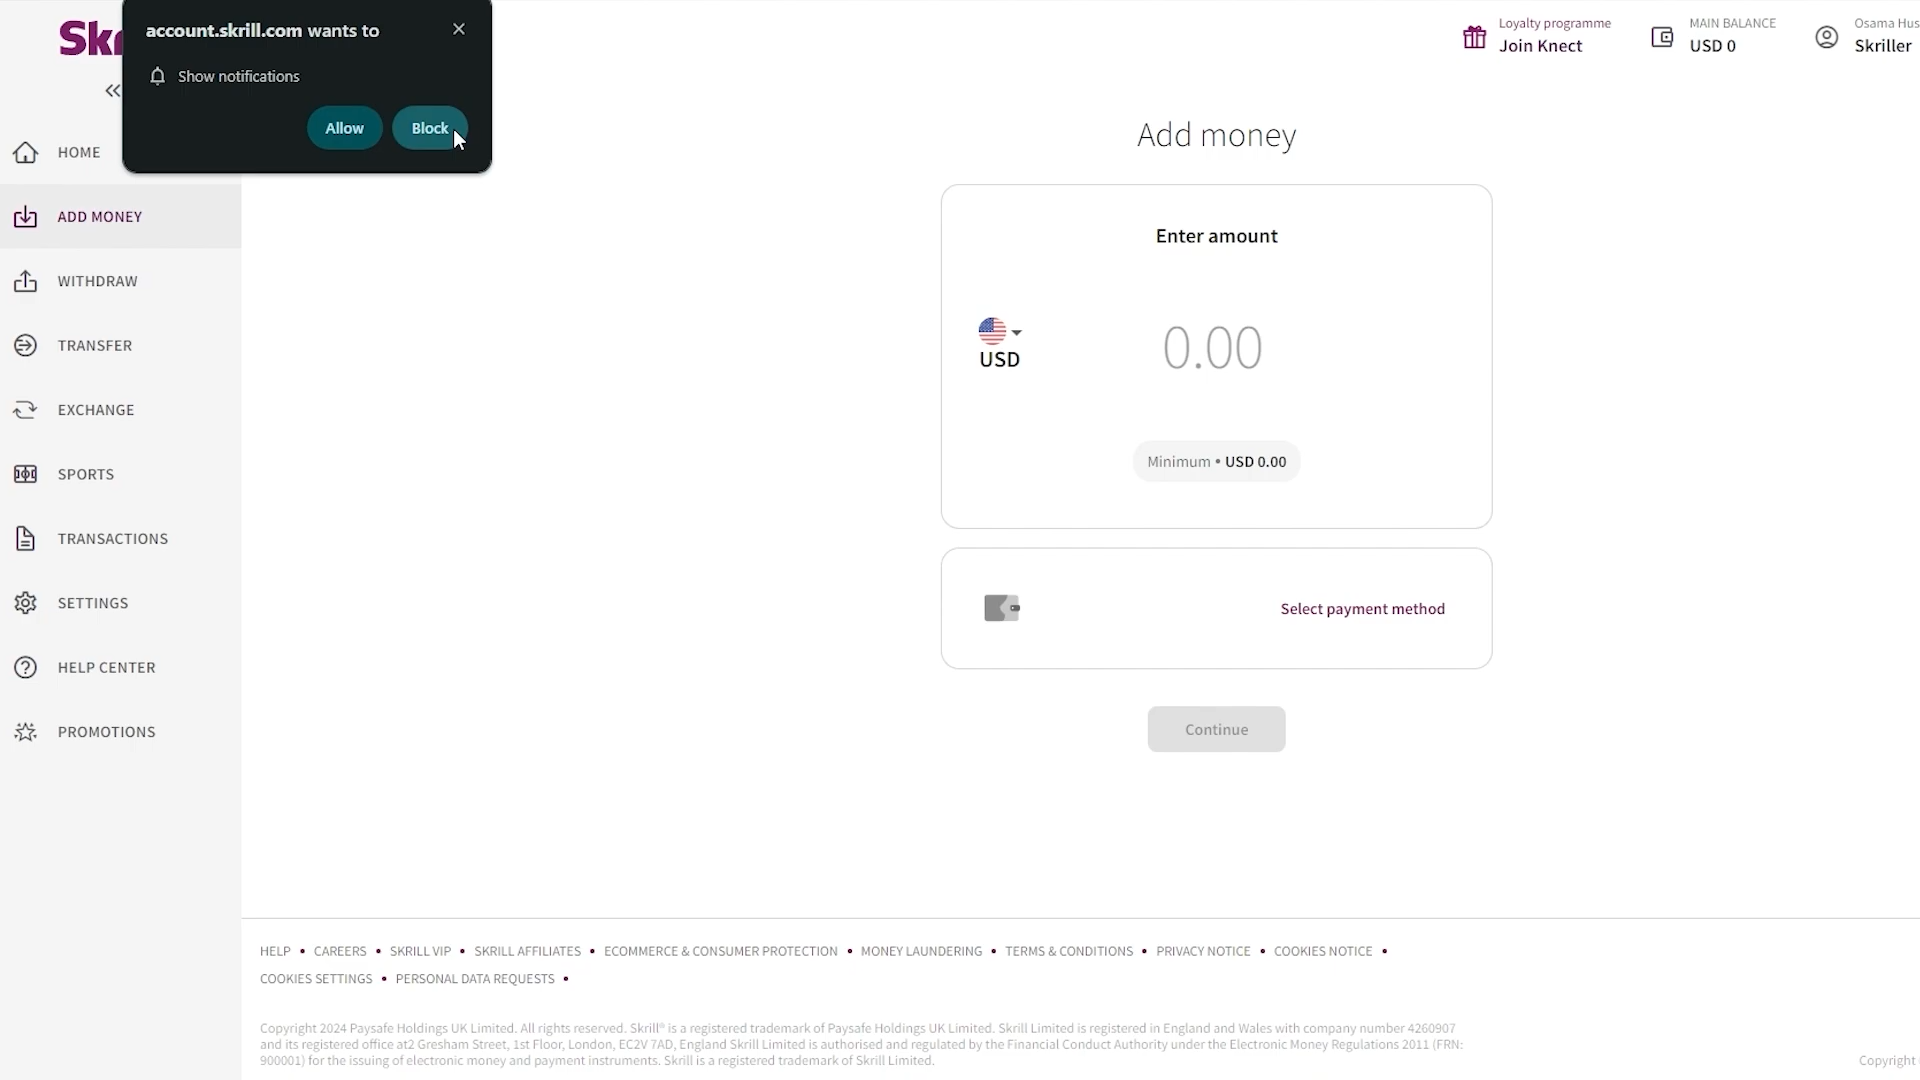 Skr
account.skrill.com wants to
Show notifications
Allow
Block
Loyalty programme
Join Knect
MAIN BALANCE
USD 0
Osama Hus
Skriller
HOME
ADD MONEY
WITHDRAW
TRANSFER
EXCHANGE
SPORTS
TRANSACTIONS
SETTINGS
HELP CENTER
PROMOTIONS
Add money
Enter amount
USD
0.00
Minimum • USD 0.00
Select payment method
Continue
HELP • CAREERS • SKRILL VIP • SKRILL AFFILIATES • ECOMMERCE & CONSUMER PROTECTION • MONEY LAUNDERING • TERMS & CONDITIONS • PRIVACY NOTICE • COOKIES NOTICE •
COOKIES SETTINGS • PERSONAL DATA REQUESTS •
Copyright 2024 Paysafe Holdings UK Limited. All rights reserved. Skrill® is a registered trademark of Paysafe Holdings UK Limited. Skrill Limited is registered in England and Wales with company number 4260907
and its registered office at2 Gresham Street, 1st Floor, London, EC2V 7AD, England Skrill Limited is authorised and regulated by the Financial Conduct Authority under the Electronic Money Regulations 2011 (FRN:
900001) for the issuing of electronic money and payment instruments. Skrill is a registered trademark of Skrill Limited.
Copyright